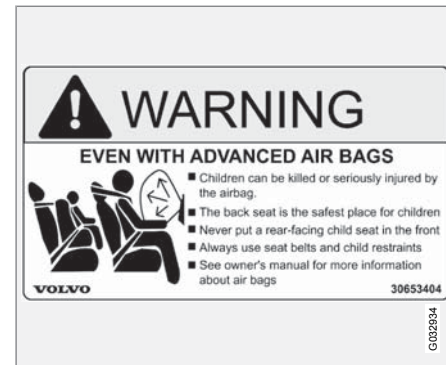 WARNING
EVEN WITH ADVANCED AIR BAGS
■ Children can be killed or seriously injured by
the airbag.
■ The back seat is the safest place for children
■ Never put a rear-facing child seat in the front
■ Always use seat belts and child restraints
■ See owner's manual for more information
about air bags
VOLVO
30653404
G032934